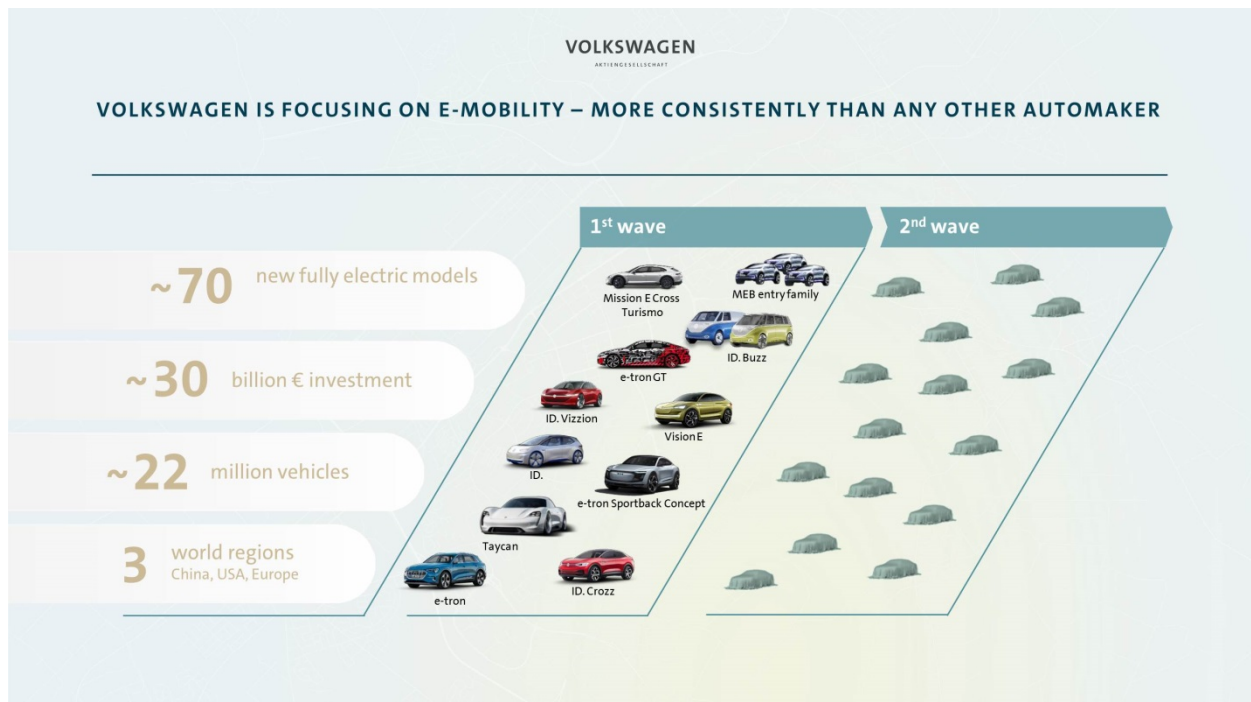 VOLKSWAGEN
AKTIENGESELLSCHAFT
VOLKSWAGEN IS FOCUSING ON E-MOBILITY – MORE CONSISTENTLY THAN ANY OTHER AUTOMAKER
1st wave
2nd wave
~70 new fully electric models
~30 billion € investment
~22 million vehicles
3 world regions
China, USA, Europe
Mission E Cross
Turismo
MEB entry family
ID. Buzz
e-tron GT
ID. Vizzion
Vision E
ID.
e-tron Sportback Concept
Taycan
ID. Crozz
e-tron